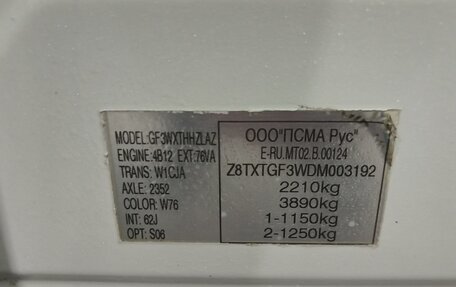 MODEL: GF3WXTHHZLAZ
ENGINE: 4B12 EXT: 76VA
TRANS: W1CJA
AXLE: 2352
COLOR: W76
INT: 62J
OPT: S06
ООО"ПСМА Рус"
E-RU.MT02.B.00124
Z8TXTGF3WDM003192
2210kg
3890kg
1-1150kg
2-1250kg